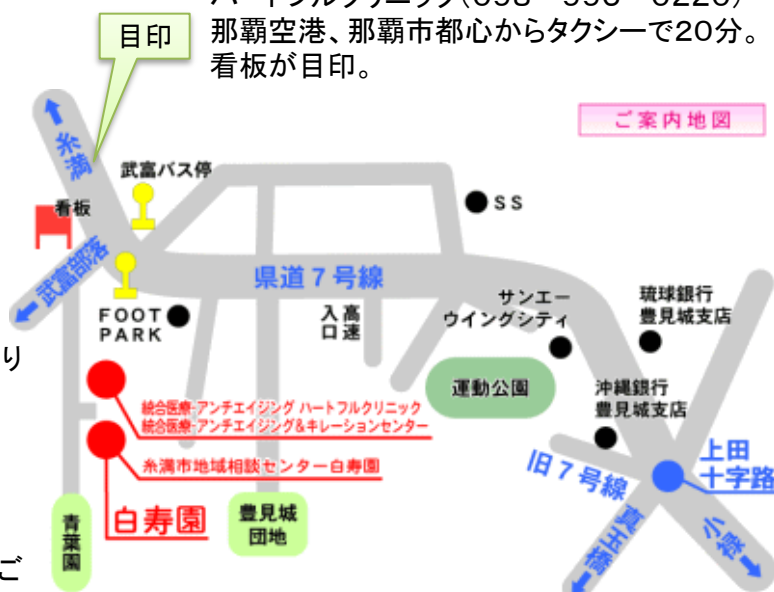 那覇空港、那覇市都心からタクシーで20分。
看板が目印。
目印
ご案内地図
糸満
武富バス停
看板
武富部落
SS
県道7号線
サンエー
ウイングシティ
琉球銀行
豊見城支店
FOOT
PARK
高速
入口
運動公園
沖縄銀行
豊見城支店
り
統合医療・アンチエイジング ハートフルクリニック
統合医療・アンチエイジング&キレーションセンター
糸満市地域相談センター白寿園
白寿園
上田
十字路
旧7号線
真玉橋
小禄
青葉園
豊見城
団地
ご